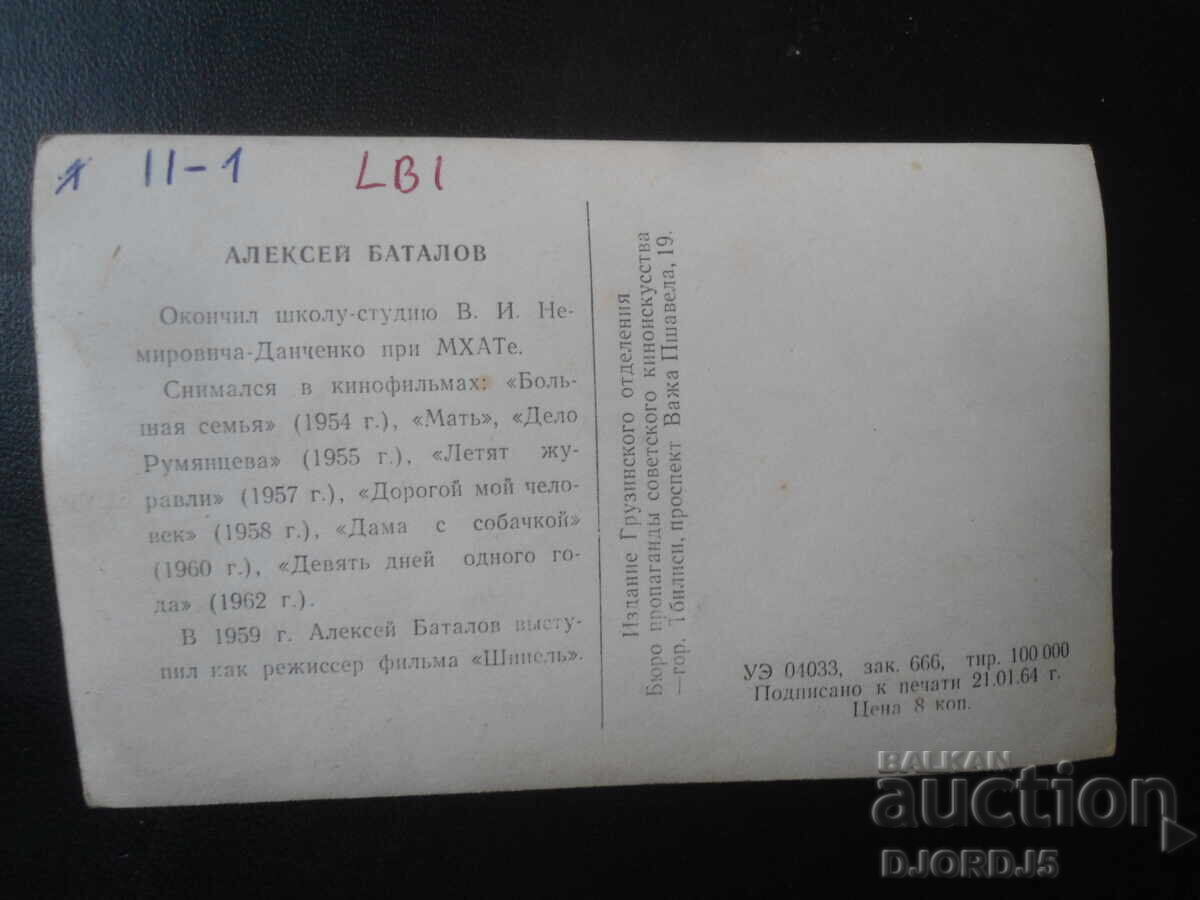 II-1 LBI
АЛЕКСЕЙ БАТАЛОВ
Окончил школу-студию В. И. Не-
мировича-Данченко при МХАТе.
Снимался в кинофильмах: «Боль-
шая семья» (1954 г.), «Мать», «Дело
Румянцева» (1955 г.), «Летят жу-
равли» (1957 г.), «Дорогой мой чело-
век» (1958 г.), «Дама с собачкой»
(1960 г.), «Девять дней одного го-
да» (1962 г.).
В 1959 г. Алексей Баталов высту-
пил как режиссер фильма «Шинель».
Издание Грузинского отделения
Бюро пропаганды советского киноискусства
—гор. Тбилиси, проспект Важа Пшавела, 19.
УЭ 04033, зак. 666, тир. 100 000
Подписано к печати 21.01.64 г.
Цена 8 коп.
BALKAN
auction
DJORDJ5